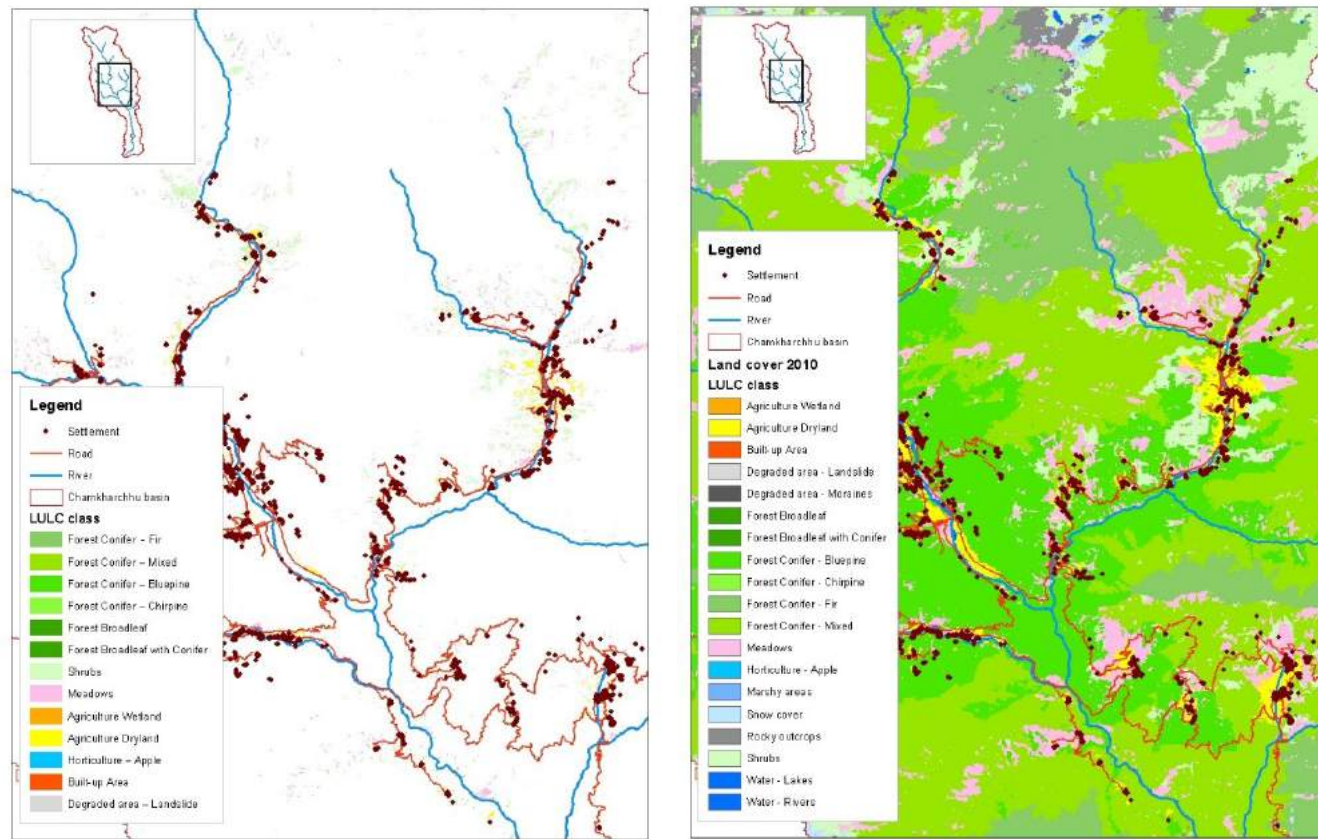 Legend
Settlement
Road
River
Chamkharchhu basin
LULC class
Forest Conifer – Fir
Forest Conifer – Mixed
Forest Conifer – Bluepine
Forest Conifer – Chirpine
Forest Broadleaf
Forest Broadleaf with Conifer
Shrubs
Meadows
Agriculture Wetland
Agriculture Dryland
Horticulture – Apple
Built-up Area
Degraded area – Landslide
Legend
Settlement
Road
River
Chamkharchhu basin
Land cover 2010
LULC class
Agriculture Wetland
Agriculture Dryland
Built-up Area
Degraded area - Landslide
Degraded area - Moraines
Forest Broadleaf
Forest Broadleaf with Conifer
Forest Conifer - Bluepine
Forest Conifer - Chirpine
Forest Conifer - Fir
Forest Conifer - Mixed
Meadows
Horticulture - Apple
Marshy areas
Snow cover
Rocky outcrops
Shrubs
Water - Lakes
Water - Rivers